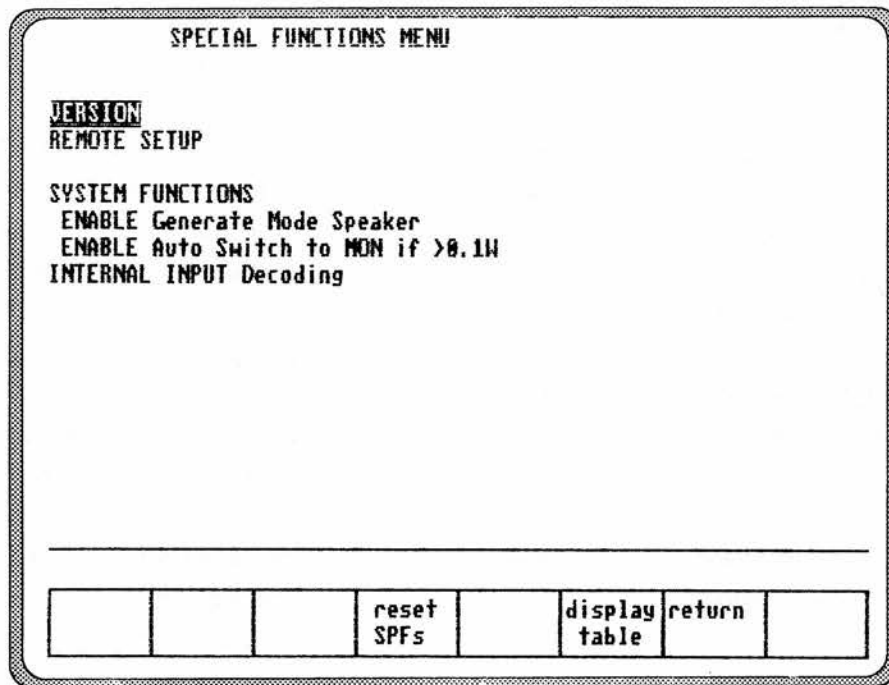 SPECIAL FUNCTIONS MENU
VERSION
REMOTE SETUP
SYSTEM FUNCTIONS
ENABLE Generate Mode Speaker
ENABLE Auto Switch to MON if >0.1W
INTERNAL INPUT Decoding
reset SPFs
display table
return